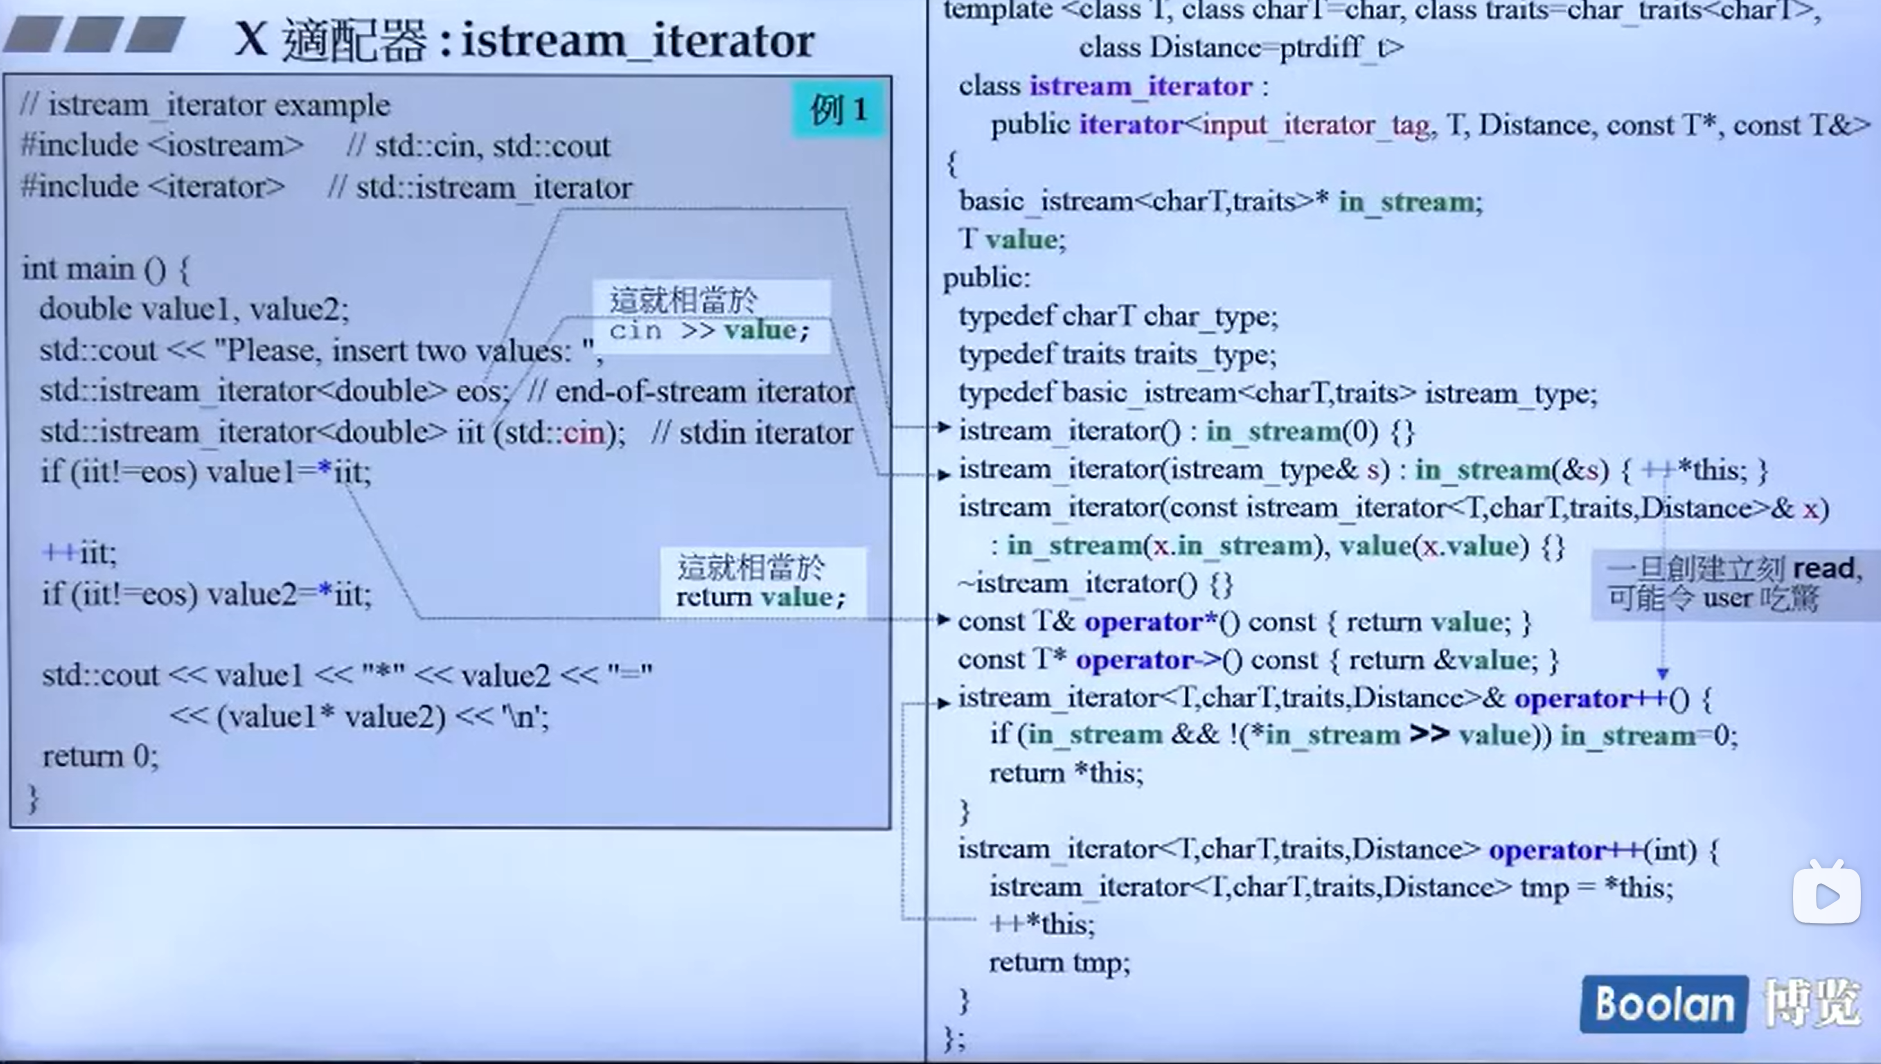 X 適配器 : istream_iterator
// istream_iterator example
例 1
#include <iostream> // std::cin, std::cout
#include <iterator> // std::istream_iterator
int main () {
double value1, value2;
std::cout << "Please, insert two values: ";
std::istream_iterator<double> eos; // end-of-stream iterator
std::istream_iterator<double> iit (std::cin); // stdin iterator
if (iit!=eos) value1=*iit;
++iit;
if (iit!=eos) value2=*iit;
std::cout << value1 << "*" << value2 << "="
<< (value1* value2) << '\n';
return 0;
}
這就相當於
cin >> value;
這就相當於
return value;
template <class T, class charT=char, class traits=char_traits<charT>,
class Distance=ptrdiff_t>
class istream_iterator :
public iterator<input_iterator_tag, T, Distance, const T*, const T&>
{
basic_istream<charT,traits>* in_stream;
T value;
public:
typedef charT char_type;
typedef traits traits_type;
typedef basic_istream<charT,traits> istream_type;
istream_iterator() : in_stream(0) {}
istream_iterator(istream_type& s) : in_stream(&s) { ++*this; }
istream_iterator(const istream_iterator<T,charT,traits,Distance>& x)
: in_stream(x.in_stream), value(x.value) {}
~istream_iterator() {}
const T& operator*() const { return value; }
const T* operator->() const { return &value; }
istream_iterator<T,charT,traits,Distance>& operator++() {
if (in_stream && !(*in_stream >> value)) in_stream=0;
return *this;
}
istream_iterator<T,charT,traits,Distance> operator++(int) {
istream_iterator<T,charT,traits,Distance> tmp = *this;
++*this;
return tmp;
}
};
一旦創建立刻 read,
可能令 user 吃驚
Boolan 博览